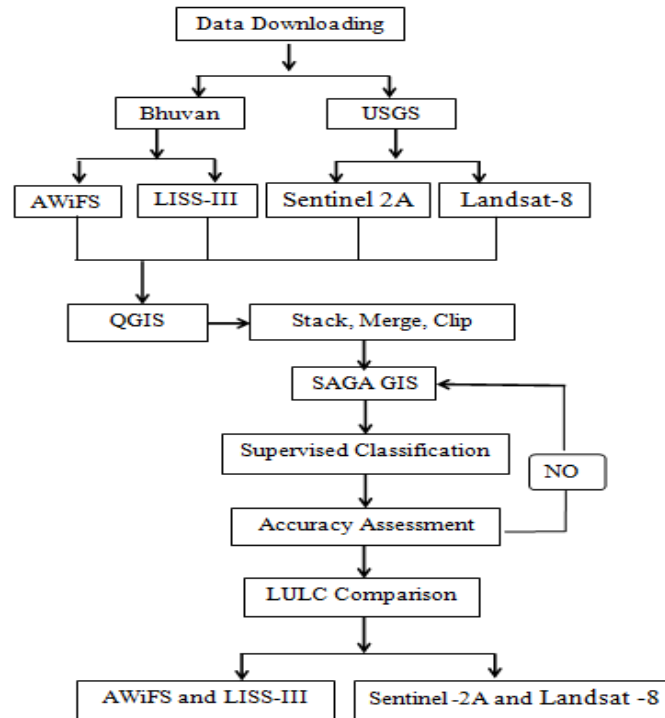 Data Downloading
Bhuvan
USGS
AWiFS
LISS-III
Sentinel 2A
Landsat-8
QGIS
Stack, Merge, Clip
SAGA GIS
Supervised Classification
NO
Accuracy Assessment
LULC Comparison
AWiFS and LISS-III
Sentinel -2A and Landsat -8